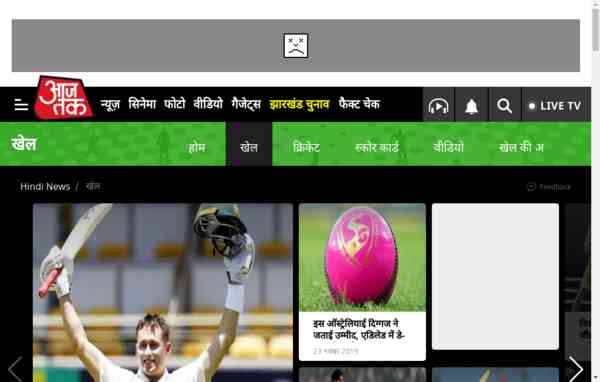 आज तक
न्यूज़ सिनेमा फोटो वीडियो गैजेट्स झारखंड चुनाव फैक्ट चेक
LIVE TV
खेल
होम खेल क्रिकेट स्कोर कार्ड वीडियो खेल की अ
Hindi News / खेल
Feedback
इस ऑस्ट्रेलियाई दिग्गज ने
जताई उम्मीद, एडिलेड में डे-
23 नवंबर 2019